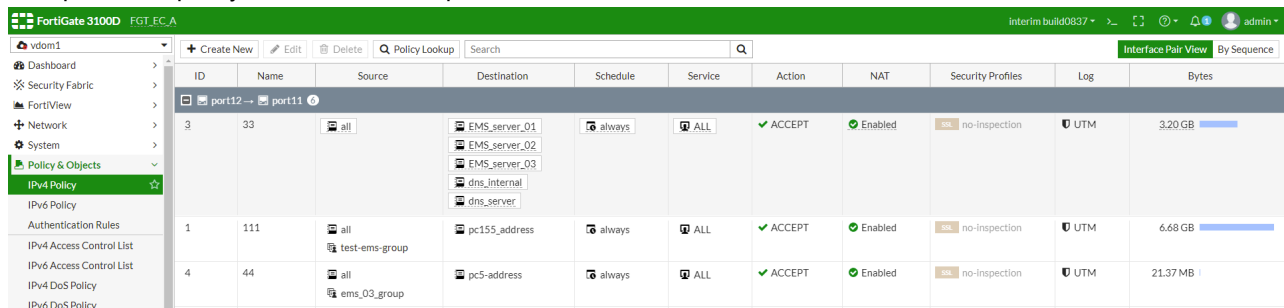 FortiGate 3100D FGT_EC_A interim build0837 >_ 1 admin
vdom1 + Create New Edit Delete Policy Lookup Search Interface Pair View By Sequence
Dashboard
Security Fabric
FortiView
Network
System
Policy & Objects
IPv4 Policy
IPv6 Policy
Authentication Rules
IPv4 Access Control List
IPv6 Access Control List
IPv4 DoS Policy
IPv6 DoS Policy
ID Name Source Destination Schedule Service Action NAT Security Profiles Log Bytes
port12 → port11 6
3 33 all EMS_server_01 always ALL ACCEPT Enabled SSL no-inspection UTM 3.20 GB
EMS_server_02
EMS_server_03
dns_internal
dns_server
1 111 all pc155_address always ALL ACCEPT Enabled SSL no-inspection UTM 6.68 GB
test-ems-group
4 44 all pc5-address always ALL ACCEPT Enabled SSL no-inspection UTM 21.37 MB
ems_03_group